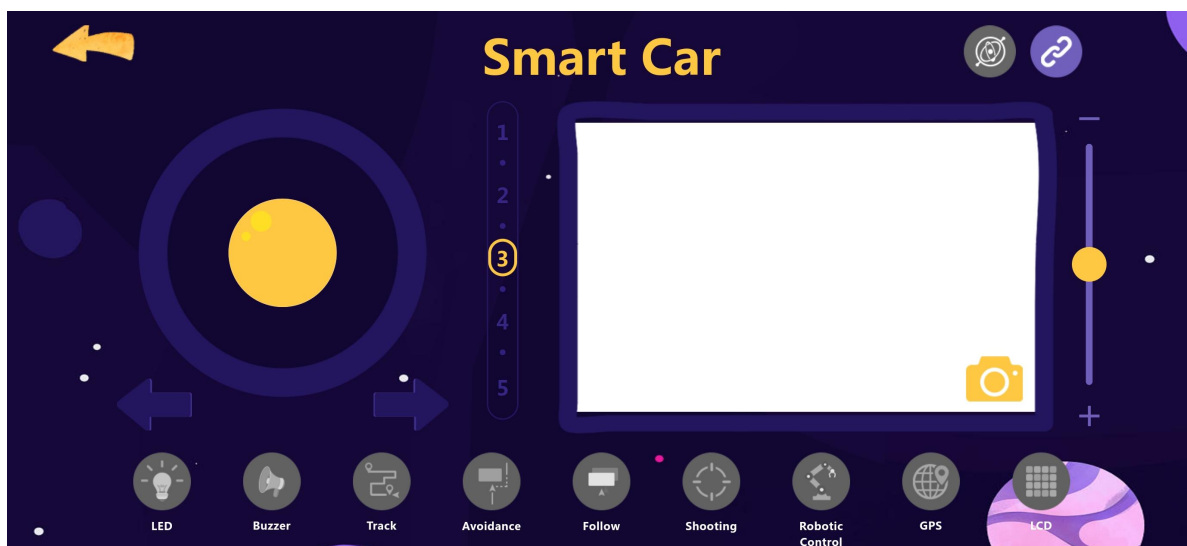 Smart Car
1
2
3
4
5
−
+
LED
Buzzer
Track
Avoidance
Follow
Shooting
Robotic
Control
GPS
LCD